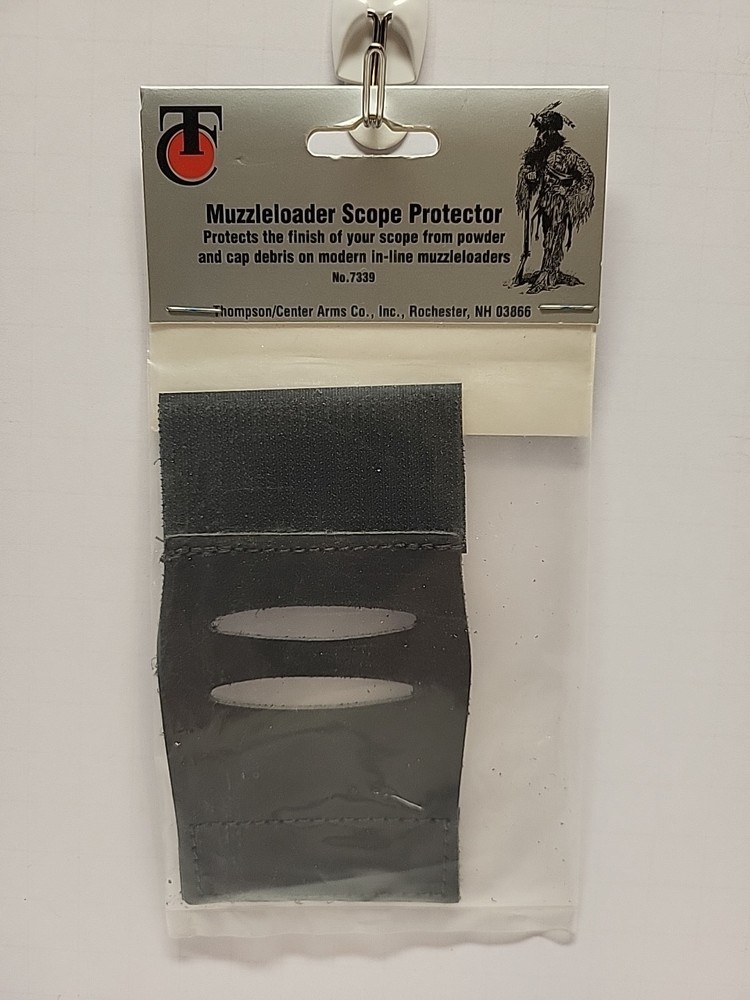 TC
Muzzleloader Scope Protector
Protects the finish of your scope from powder
and cap debris on modern in-line muzzleloaders
No.7339
Thompson/Center Arms Co., Inc., Rochester, NH 03866